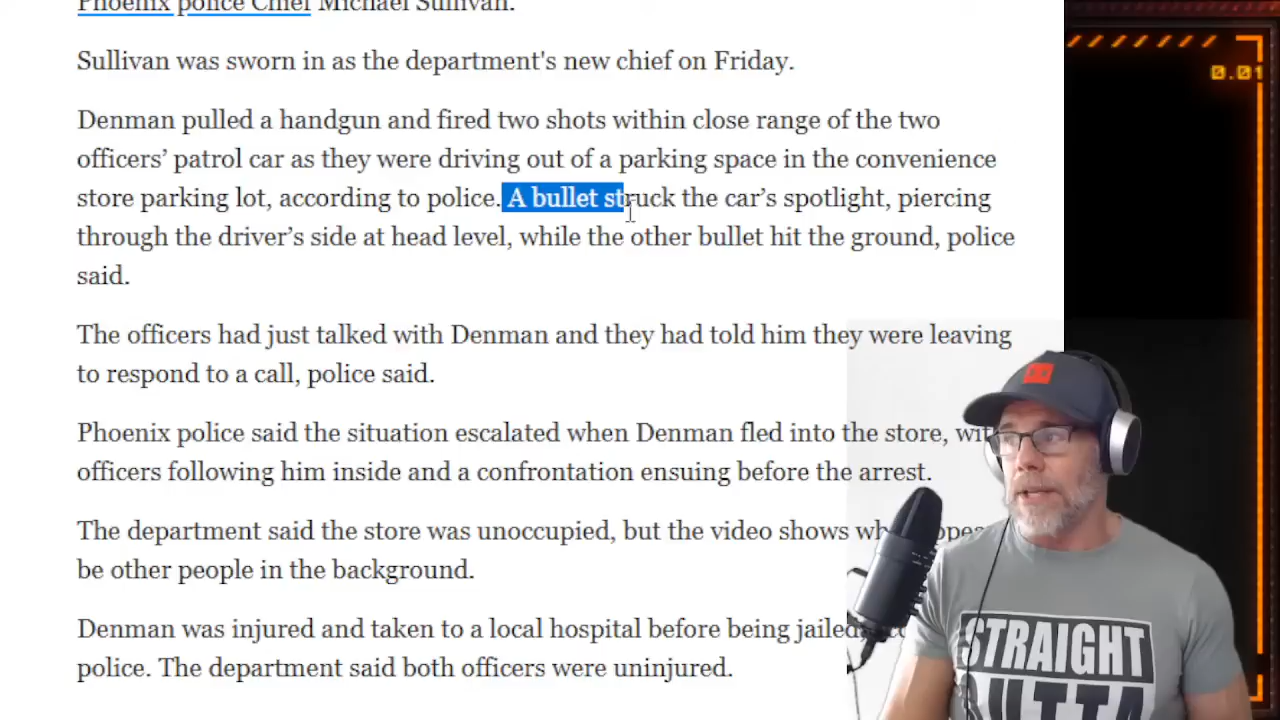 Phoenix police Chief Michael Sullivan.
0.01
Sullivan was sworn in as the department's new chief on Friday.
Denman pulled a handgun and fired two shots within close range of the two
officers’ patrol car as they were driving out of a parking space in the convenience
store parking lot, according to police. A bullet struck the car’s spotlight, piercing
through the driver’s side at head level, while the other bullet hit the ground, police
said.
The officers had just talked with Denman and they had told him they were leaving
to respond to a call, police said.
Phoenix police said the situation escalated when Denman fled into the store,
officers following him inside and a confrontation ensuing before the arrest.
The department said the store was unoccupied, but the video shows
be other people in the background.
Denman was injured and taken to a local hospital before being jailed,
police. The department said both officers were uninjured.
STRAIGHT
OUTTA